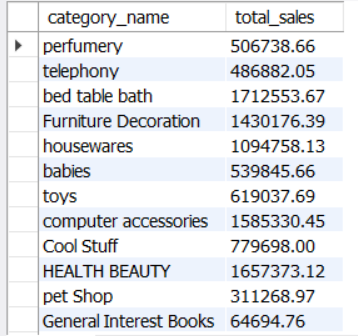 category_name total_sales
perfumery 506738.66
telephony 486882.05
bed table bath 1712553.67
Furniture Decoration 1430176.39
housewares 1094758.13
babies 539845.66
toys 619037.69
computer accessories 1585330.45
Cool Stuff 779698.00
HEALTH BEAUTY 1657373.12
pet Shop 311268.97
General Interest Books 64694.76